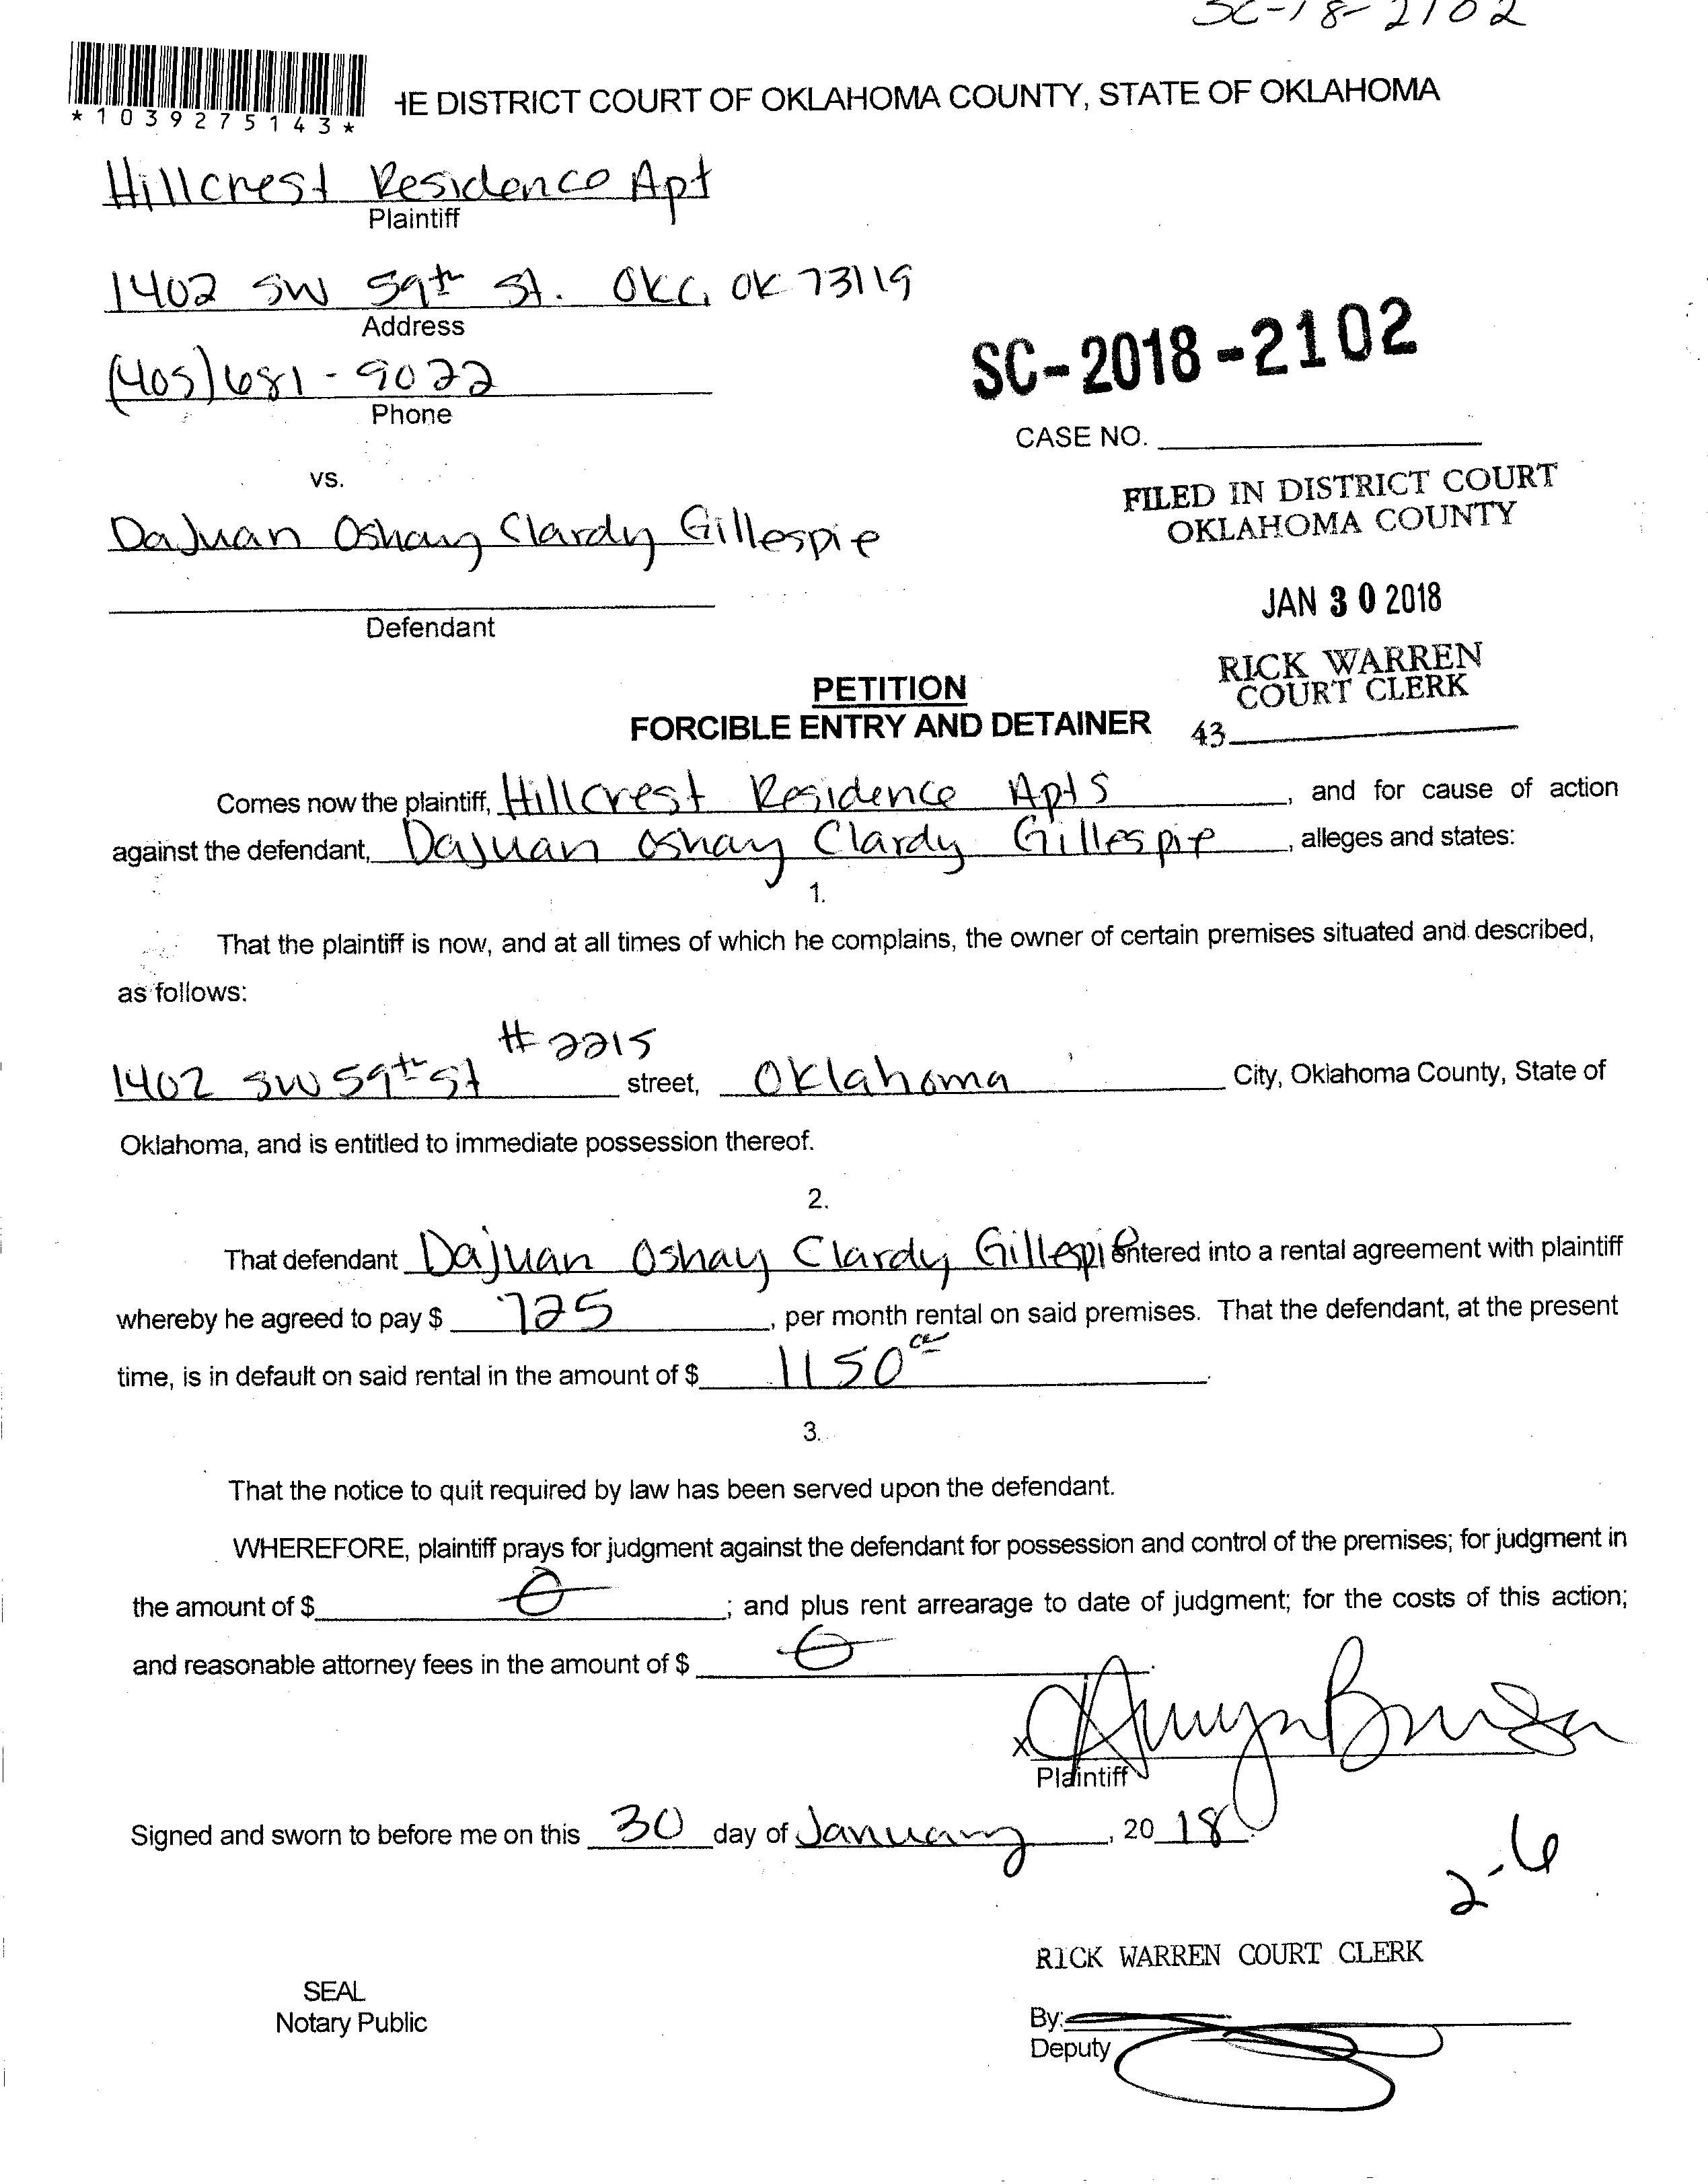 SC-18-2102
*1039275143*
HE DISTRICT COURT OF OKLAHOMA COUNTY, STATE OF OKLAHOMA
Hillcrest Residence Apt
Plaintiff
1402 SW 59th St. OKC, OK 73119
Address
(405)681-9022
Phone
SC-2018-2102
CASE NO.
vs.
FILED IN DISTRICT COURT
OKLAHOMA COUNTY
DaJuan Oshay Clardy Gillespie
JAN 30 2018
Defendant
RICK WARREN
COURT CLERK
43
PETITION
FORCIBLE ENTRY AND DETAINER
Comes now the plaintiff, Hillcrest Residence Apts, and for cause of action
against the defendant, DaJuan Oshay Clardy Gillespie, alleges and states:
1.
That the plaintiff is now, and at all times of which he complains, the owner of certain premises situated and described,
as follows:
#2215
1402 SW 59th St street, Oklahoma City, Oklahoma County, State of
Oklahoma, and is entitled to immediate possession thereof.
2.
That defendant DaJuan Oshay Clardy Gillespie entered into a rental agreement with plaintiff
whereby he agreed to pay $ 725, per month rental on said premises. That the defendant, at the present
time, is in default on said rental in the amount of $ 1150.
3.
That the notice to quit required by law has been served upon the defendant.
WHEREFORE, plaintiff prays for judgment against the defendant for possession and control of the premises; for judgment in
the amount of $ 0; and plus rent arrearage to date of judgment; for the costs of this action;
and reasonable attorney fees in the amount of $ 0.
X
Plaintiff
Signed and sworn to before me on this 30 day of January, 2018.
2-6
RICK WARREN COURT CLERK
SEAL
Notary Public
By:
Deputy